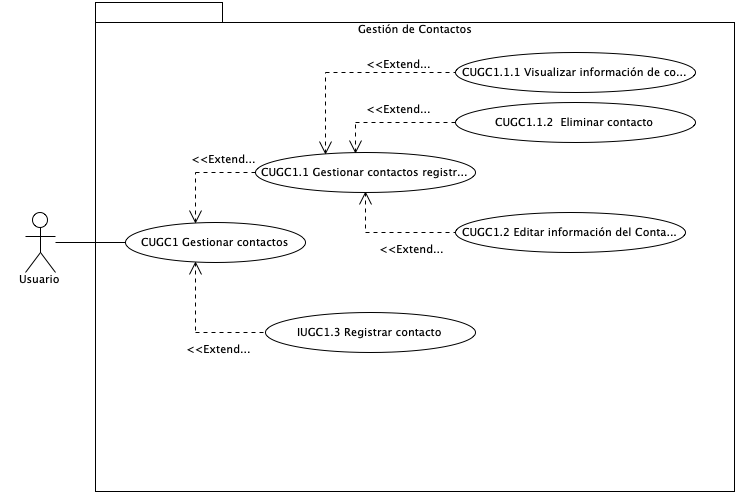 Gestión de Contactos
<<Extend...
CUGC1.1.1 Visualizar información de co...
<<Extend...
CUGC1.1.2 Eliminar contacto
<<Extend...
CUGC1.1 Gestionar contactos registr...
CUGC1.2 Editar información del Conta...
<<Extend...
CUGC1 Gestionar contactos
Usuario
IUGC1.3 Registrar contacto
<<Extend...